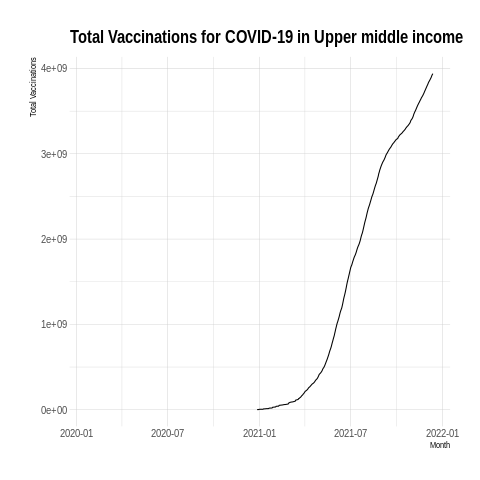 Total Vaccinations for COVID-19 in Upper middle income
Total Vaccinations
4e+09
3e+09
2e+09
1e+09
0e+00
2020-01 2020-07 2021-01 2021-07 2022-01
Month